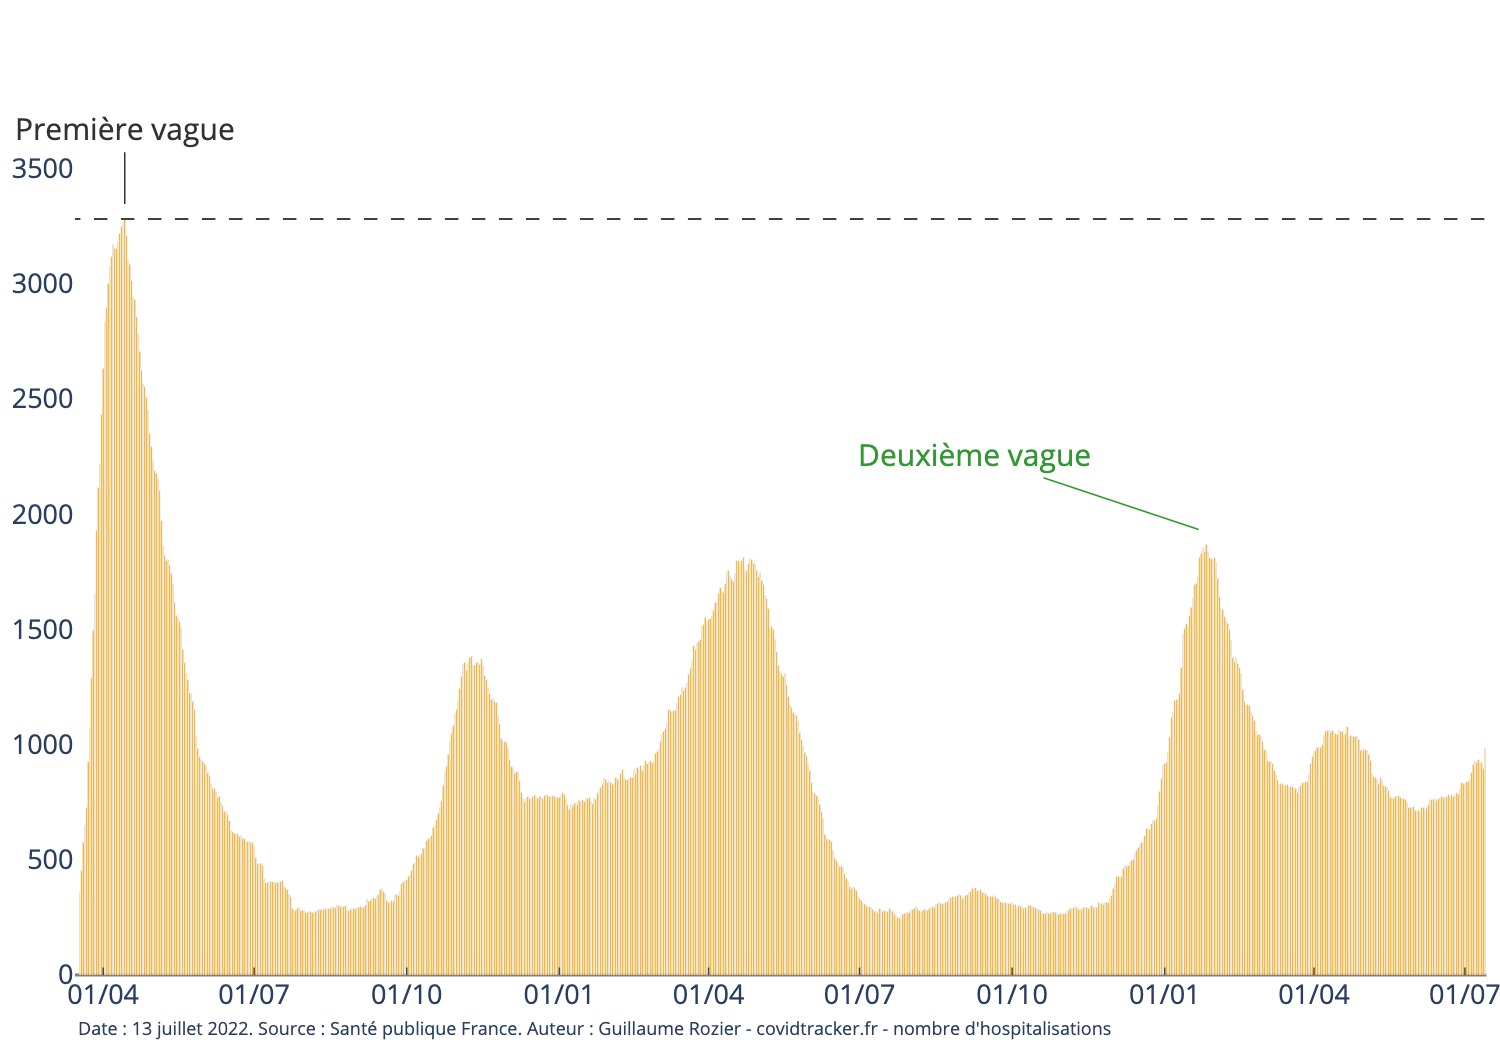 Première vague
3500
3000
2500
Deuxième vague
2000
1500
1000
500
0
01/04 01/07 01/10 01/01 01/04 01/07 01/10 01/01 01/04 01/07
Date : 13 juillet 2022. Source : Santé publique France. Auteur : Guillaume Rozier - covidtracker.fr - nombre d'hospitalisations